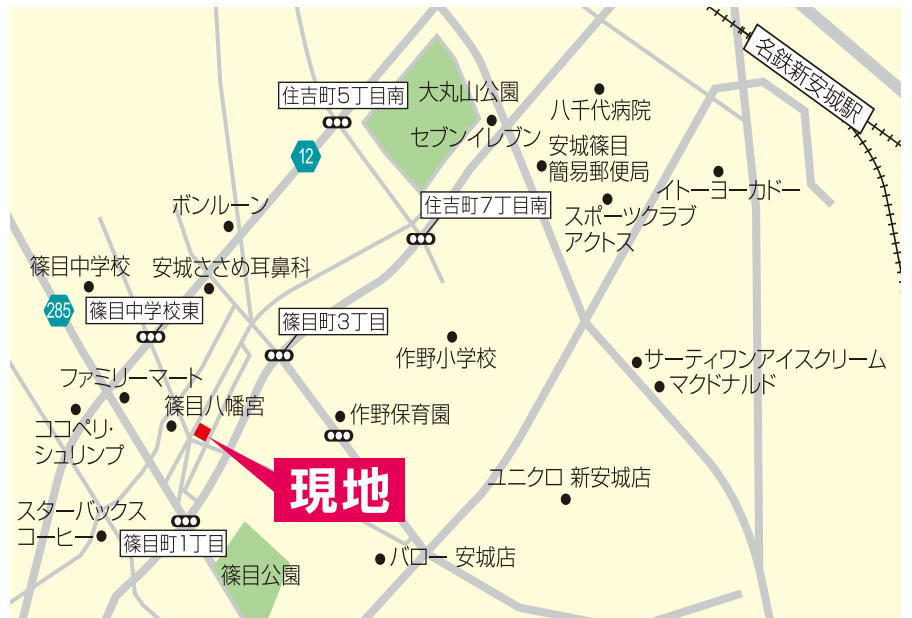 名鉄新安城駅
住吉町5丁目南
大丸山公園
八千代病院
セブンイレブン
12
安城篠目
簡易郵便局
イトーヨーカドー
ボンルーン
住吉町7丁目南
スポーツクラブ
アクトス
篠目中学校
安城ささめ耳鼻科
285
篠目中学校東
篠目町3丁目
作野小学校
サーティワンアイスクリーム
マクドナルド
ファミリーマート
篠目八幡宮
作野保育園
ココペリ・
シュリンプ
現地
ユニクロ 新安城店
スターバックス
コーヒー
篠目町1丁目
バロー 安城店
篠目公園